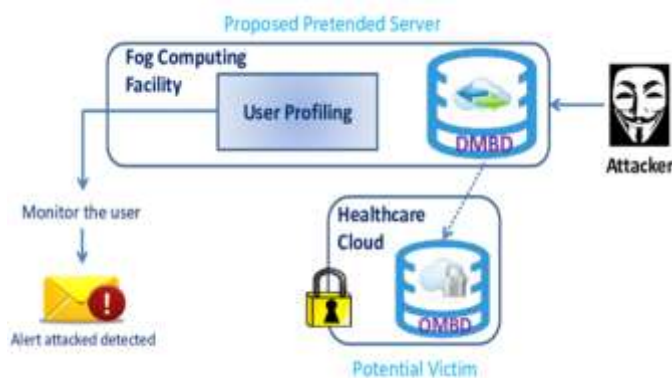 Proposed Pretended Server
Fog Computing
Facility
User Profiling
DMBD
Attacker
Monitor the user
Healthcare
Cloud
OMBD
Alert attacked detected
Potential Victim